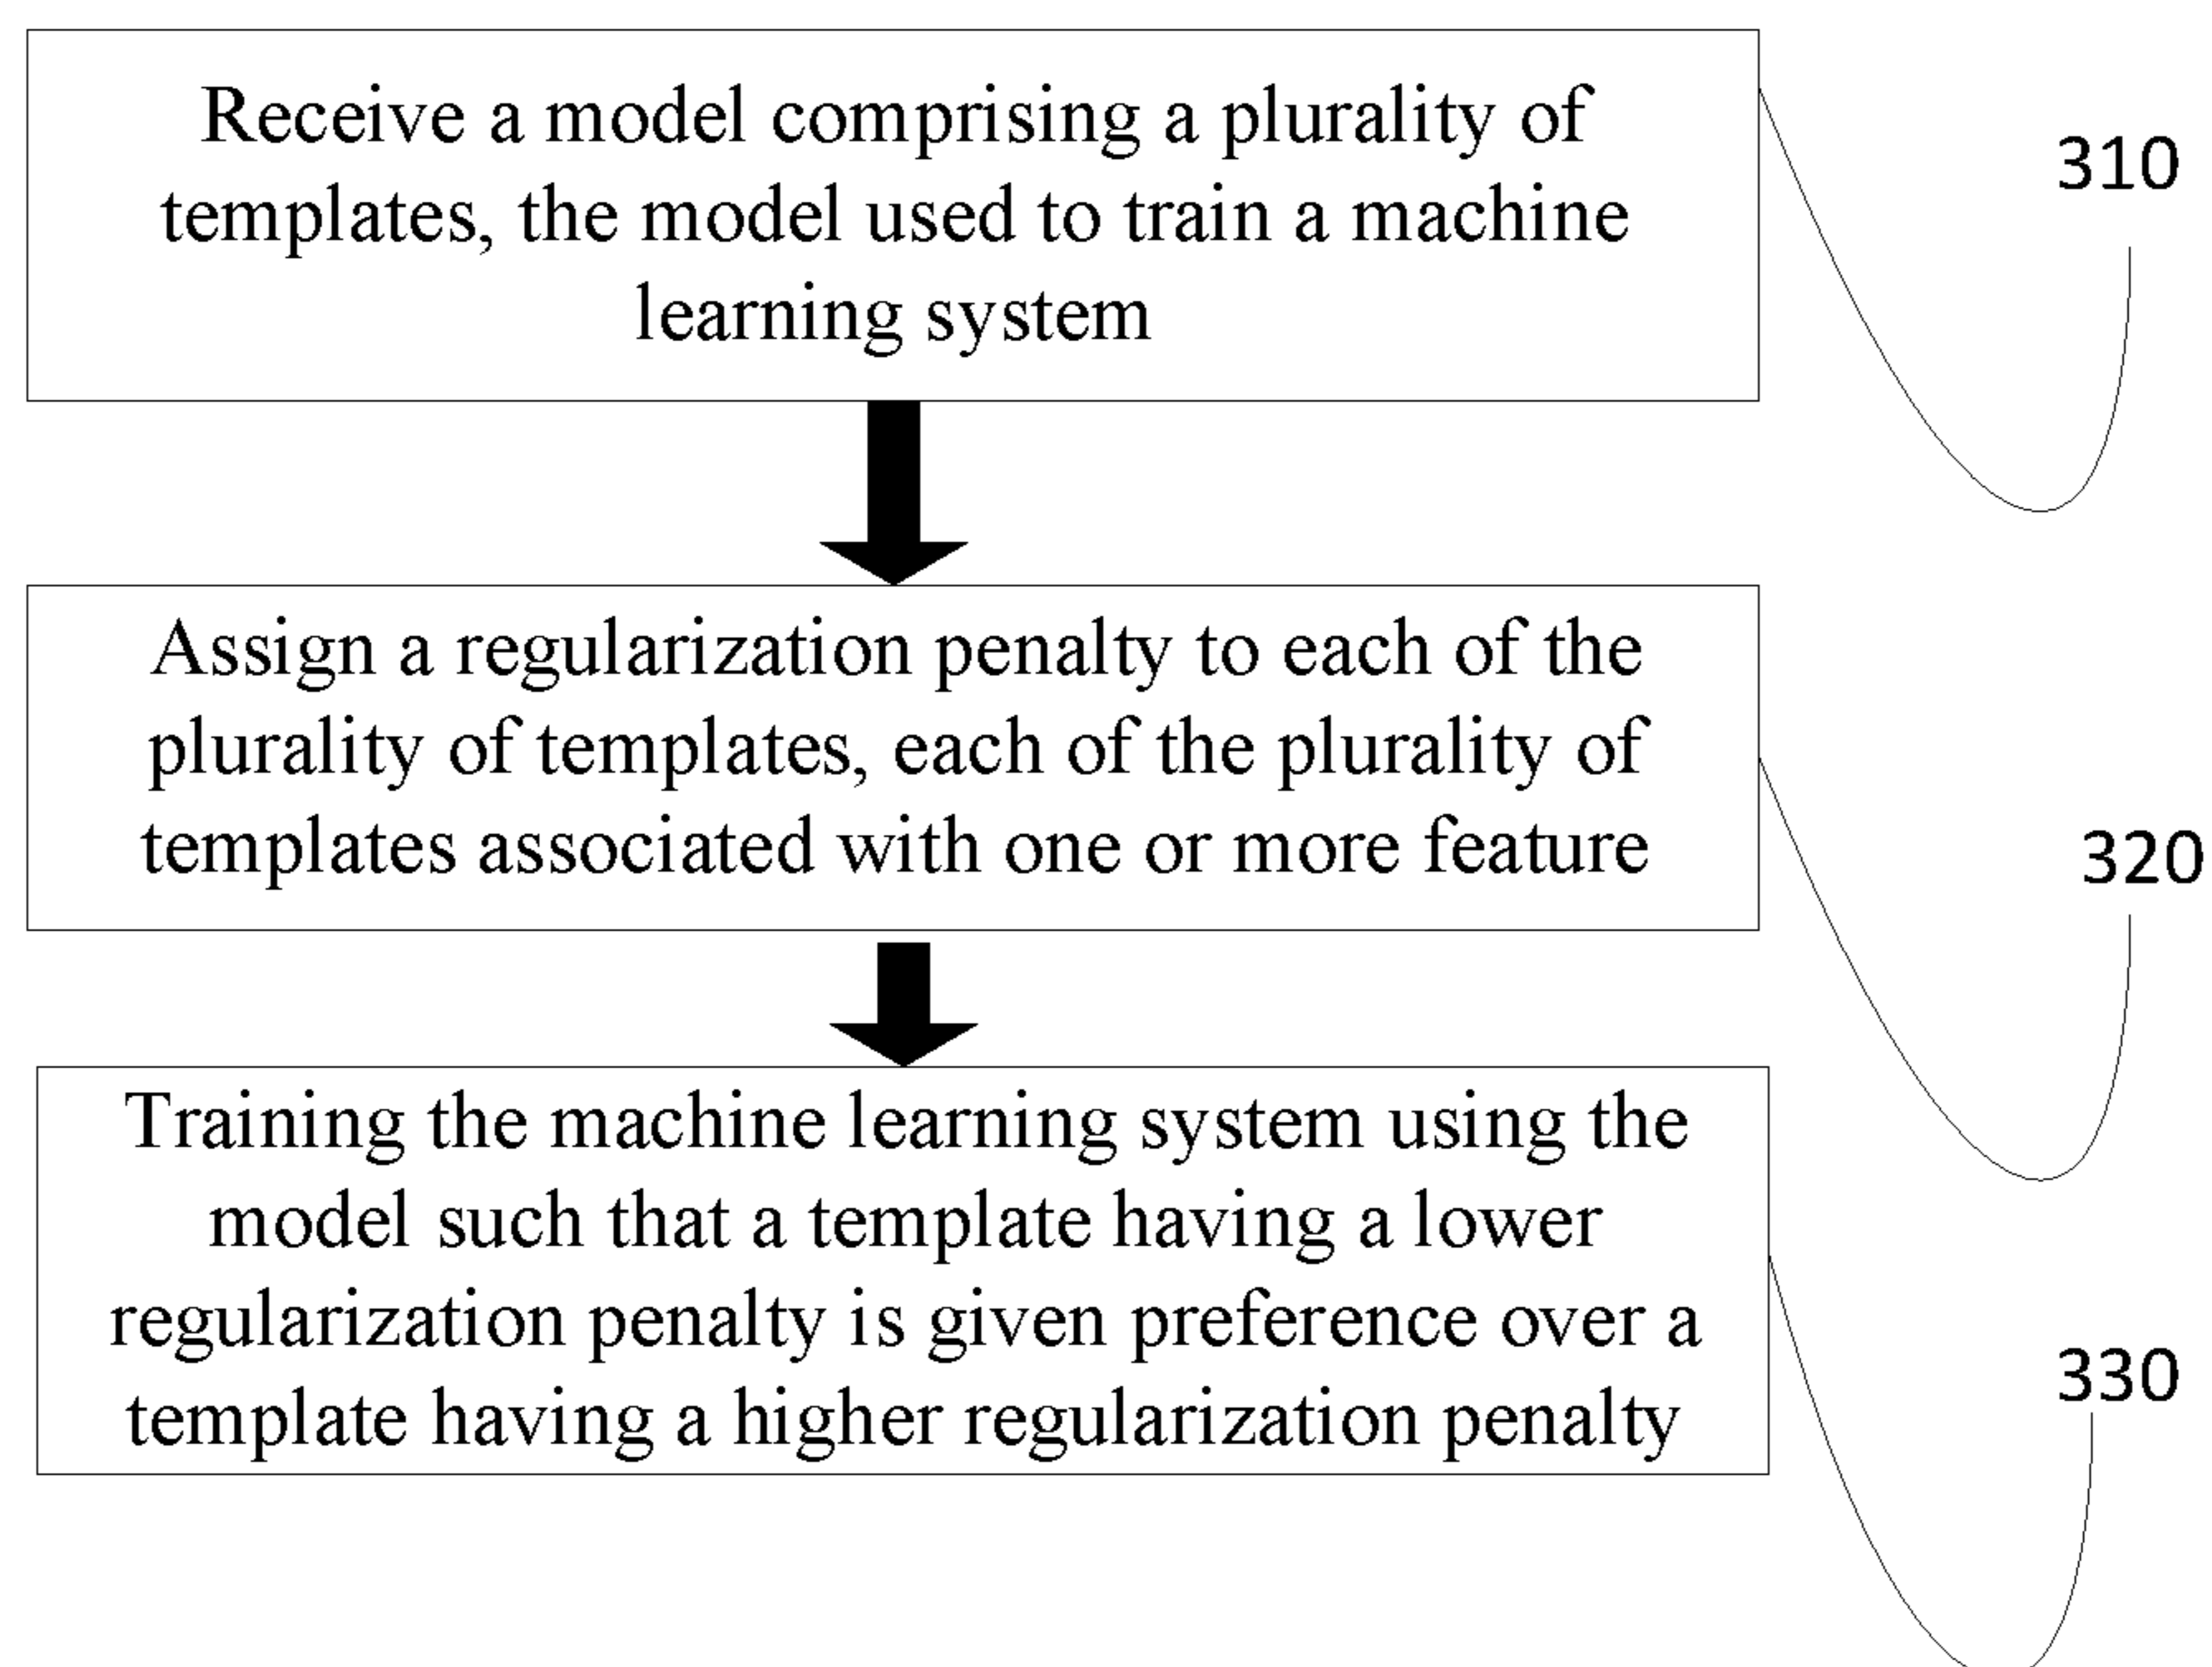 Receive a model comprising a plurality of
templates, the model used to train a machine
learning system
310
Assign a regularization penalty to each of the
plurality of templates, each of the plurality of
templates associated with one or more feature
320
Training the machine learning system using the
model such that a template having a lower
regularization penalty is given preference over a
template having a higher regularization penalty
330